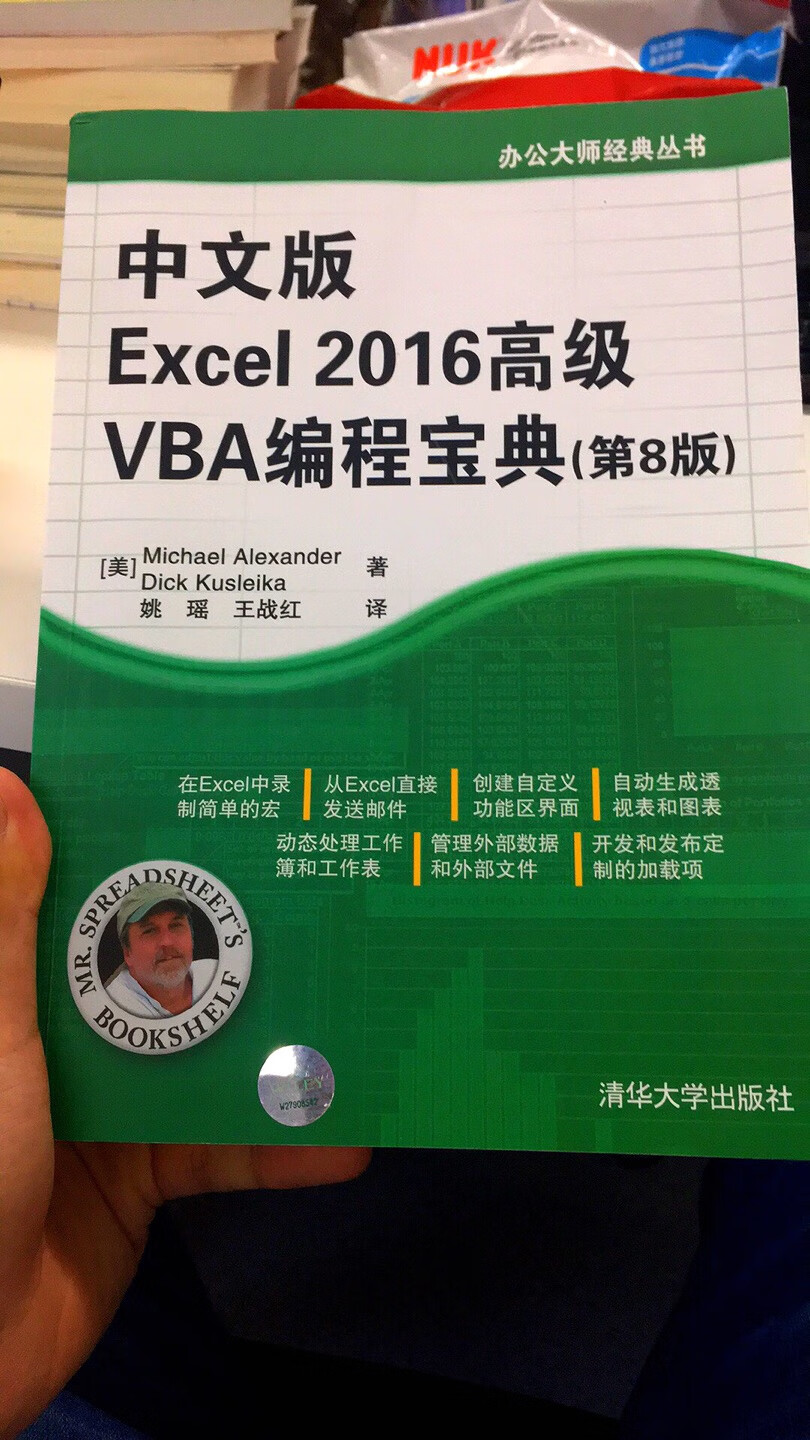 NUK
办公大师经典丛书
中文版
Excel 2016高级
VBA编程宝典(第8版)
[美] Michael Alexander 著
Dick Kusleika
姚 瑶 王战红 译
在Excel中录制简单的宏
从Excel直接发送邮件
创建自定义功能区界面
自动生成透视表和图表
动态处理工作簿和工作表
管理外部数据和外部文件
开发和发布定制的加载项
MR. SPREADSHEET'S
BOOKSHELF
清华大学出版社